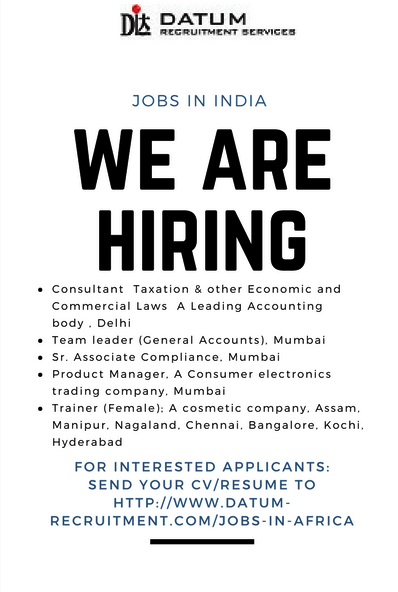 DATUM
RECRUITMENT SERVICES
JOBS IN INDIA
WE ARE
HIRING
• Consultant Taxation & other Economic and
Commercial Laws A Leading Accounting
body , Delhi
• Team leader (General Accounts), Mumbai
• Sr. Associate Compliance, Mumbai
• Product Manager, A Consumer electronics
trading company, Mumbai
• Trainer (Female); A cosmetic company, Assam,
Manipur, Nagaland, Chennai, Bangalore, Kochi,
Hyderabad
FOR INTERESTED APPLICANTS:
SEND YOUR CV/RESUME TO
HTTP://WWW.DATUM-
RECRUITMENT.COM/JOBS-IN-AFRICA